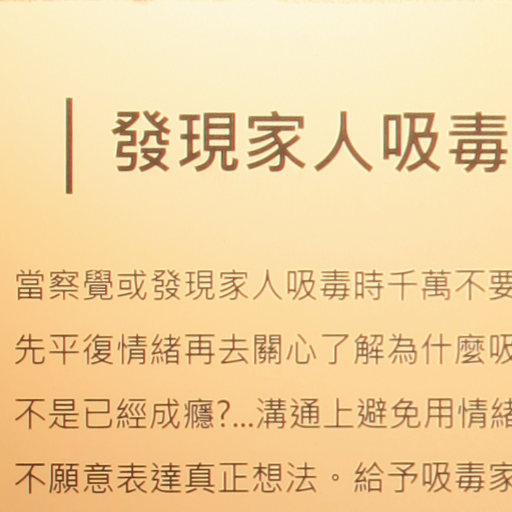 發現家人吸毒
當察覺或發現家人吸毒時千萬不要
先平復情緒再去關心了解為什麼吸
不是已經成癮?...溝通上避免用情緒
不願意表達真正想法。給予吸毒家